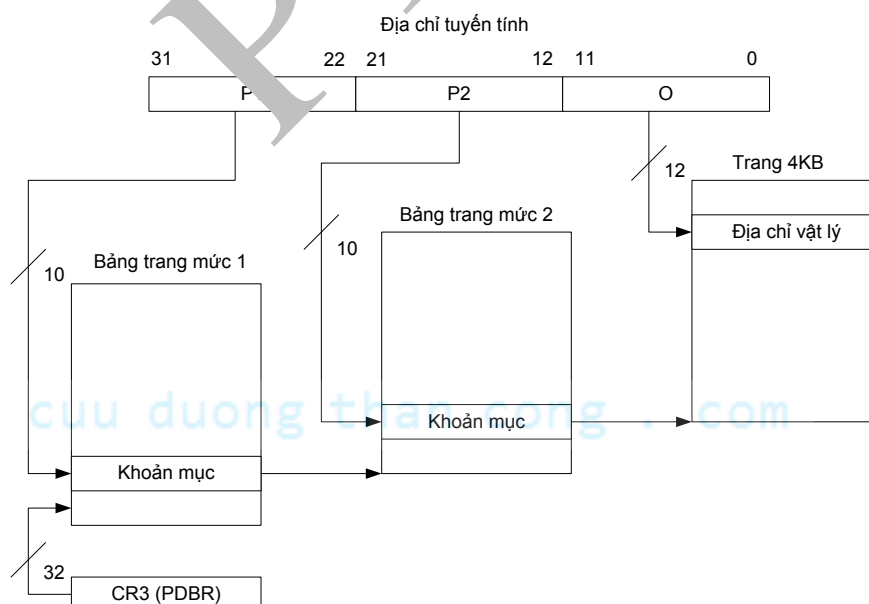 Địa chỉ tuyến tính
31 22 21 12 11 0
P2 O
12
Trang 4KB
Địa chỉ vật lý
Bảng trang mức 2
10
Khoản mục
10
Bảng trang mức 1
Khoản mục
32
CR3 (PDBR)
cuu duong than cong . com